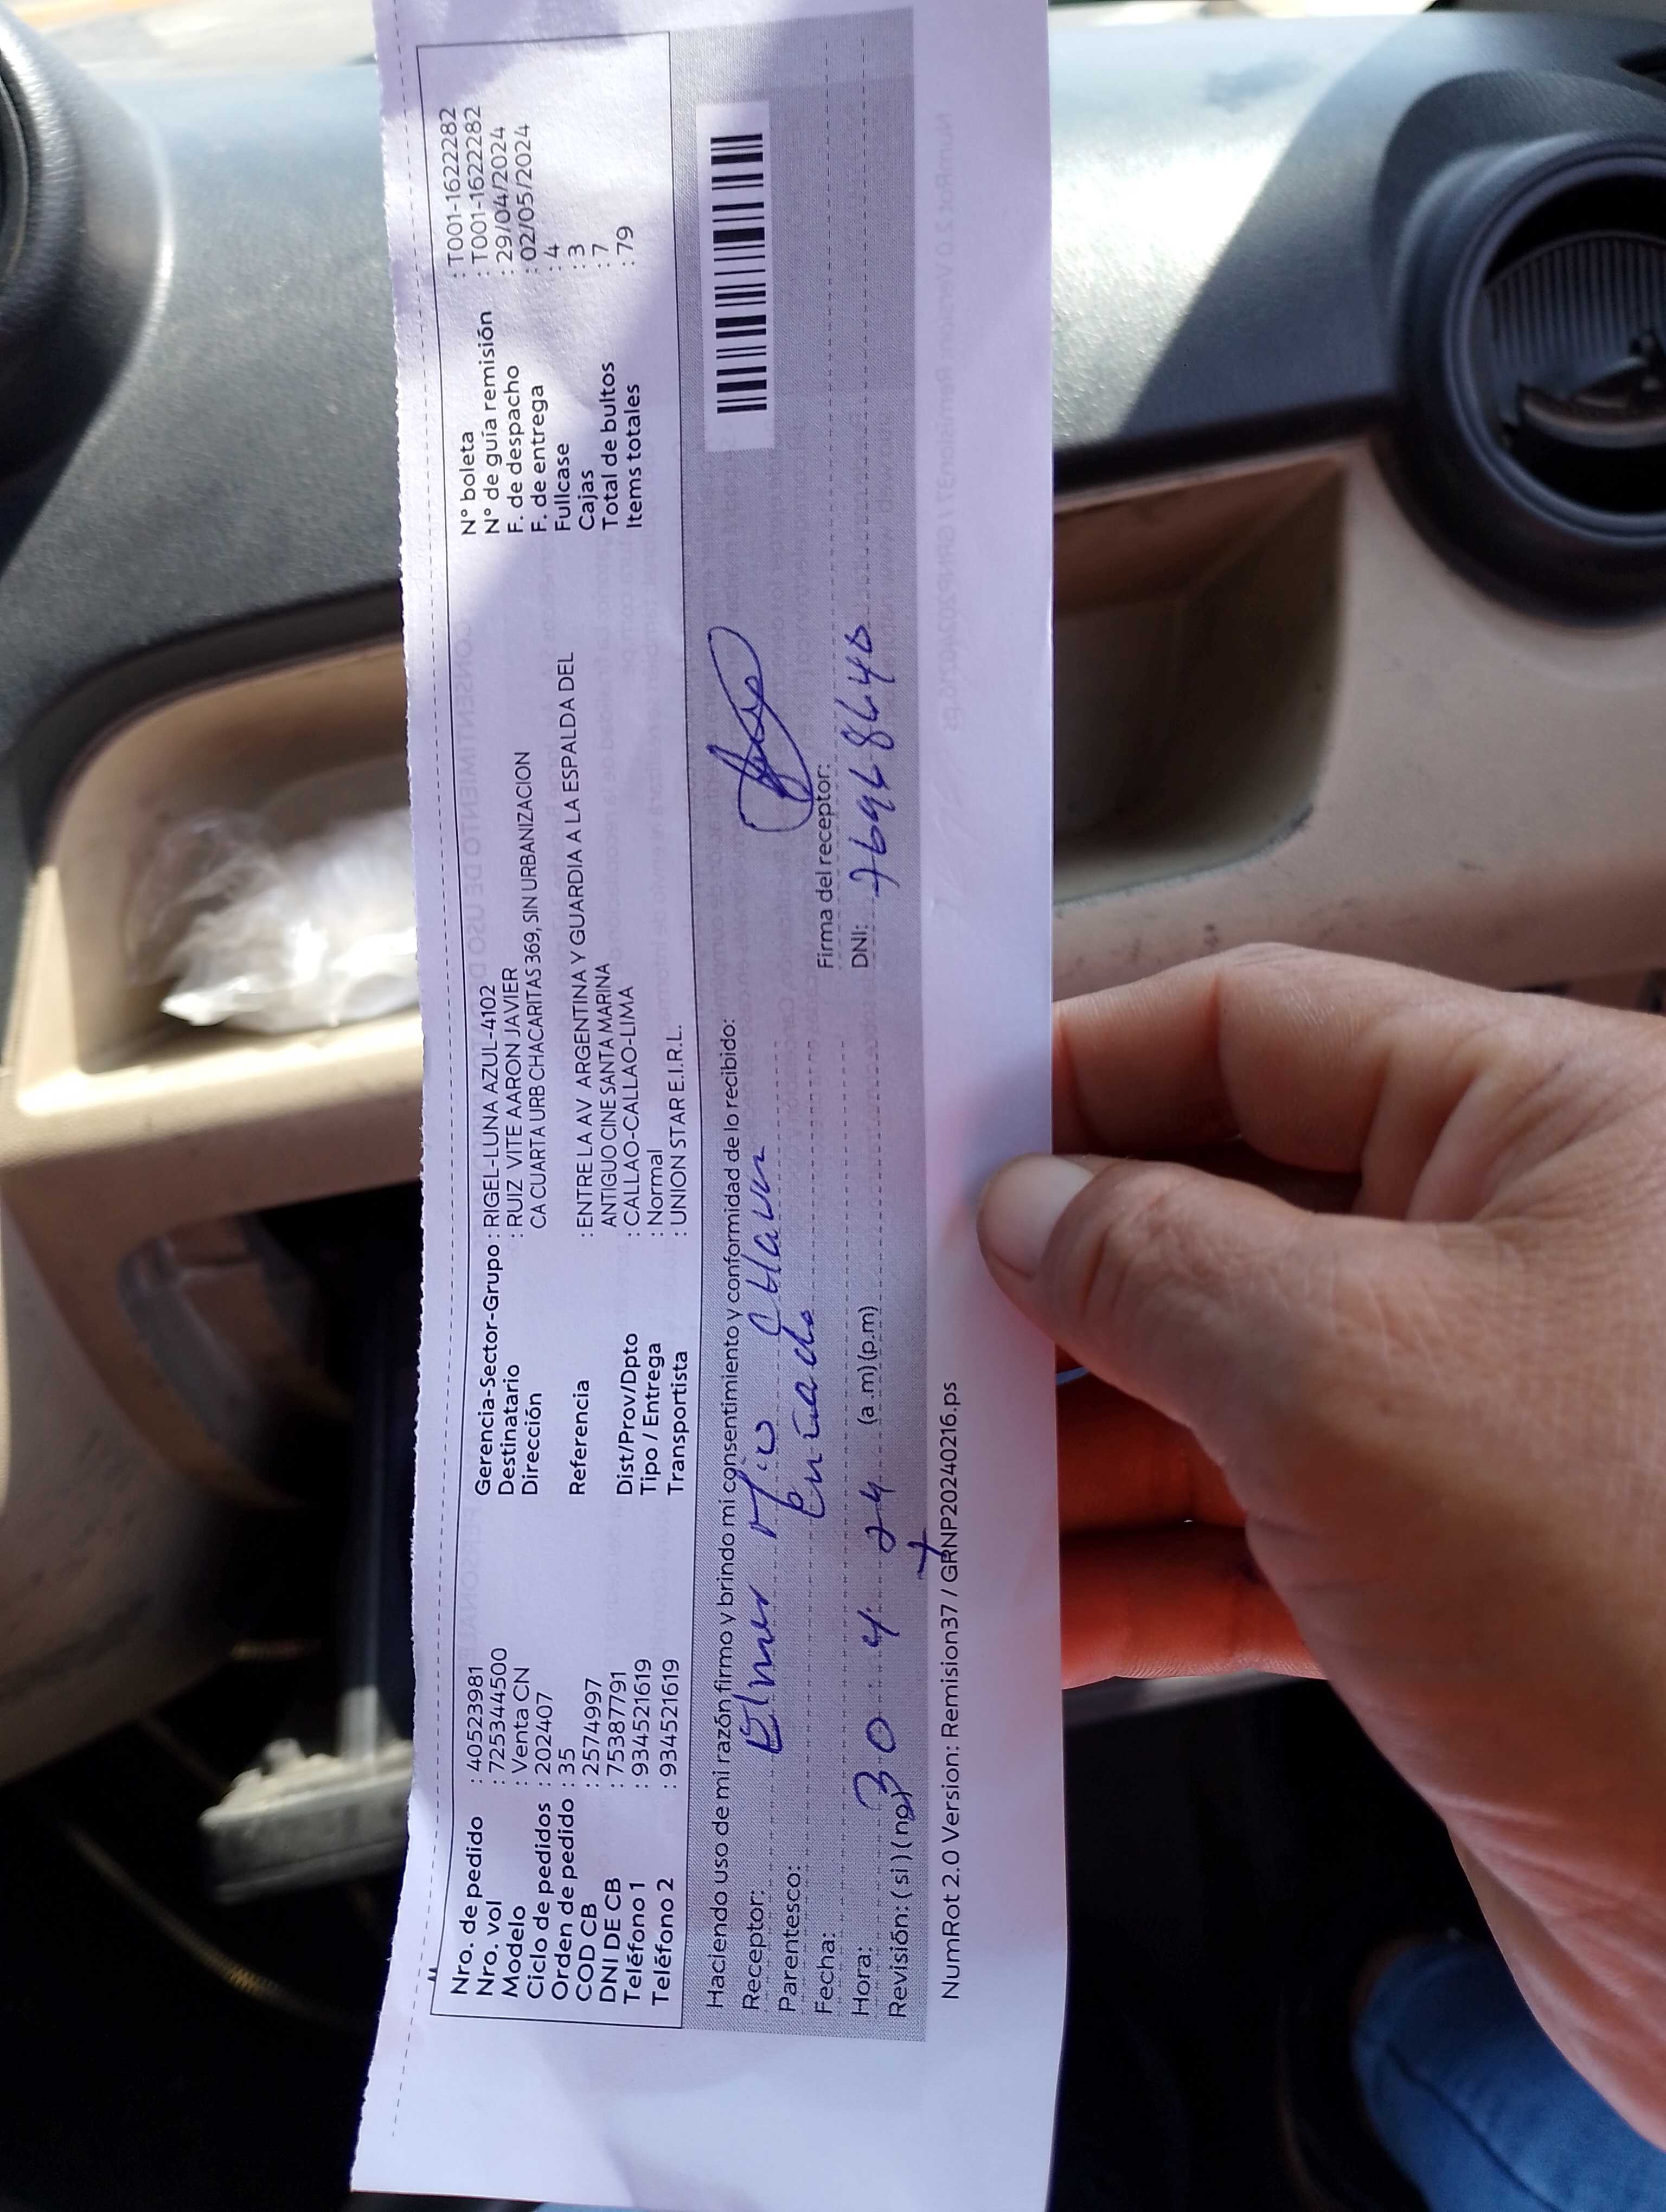 Nro. de pedido : 40523981
Nro. vol : 725344500
Modelo : Venta CN
Ciclo de pedidos : 202407
Orden de pedido : 35
COD CB : 2574997
DNI DE CB : 75387791
Teléfono 1 : 934521619
Teléfono 2 : 934521619
Gerencia-Sector-Grupo : RIGEL-LUNA AZUL-4102
Destinatario : RUIZ VITE AARON JAVIER
Dirección CA CUARTA URB CHACARITAS 369, SIN URBANIZACION
Referencia : ENTRE LA AV ARGENTINA Y GUARDIA A LA ESPALDA DEL
ANTIGUO CINE SANTA MARINA
Dist/Prov/Dpto : CALLAO-CALLAO-LIMA
Tipo / Entrega : Normal
Transportista : UNION STAR E.I.R.L.
N° boleta : T001-1622282
N° de guía remisión : T001-1622282
F. de despacho : 29/04/2024
F. de entrega : 02/05/2024
Fullcase : 4
Cajas : 3
Total de bultos : 7
Items totales : 79
Haciendo uso de mi razón firmo y brindo mi consentimiento y conformidad de lo recibido:
Receptor: Elmer
Parentesco:
Fecha:
Hora: 30 4 24 (a.m)(p.m)
Revisión: (si)(no)
Firma del receptor:
DNI:
NumRot 2.0 Version: Remision37 / GRNP20240216.ps